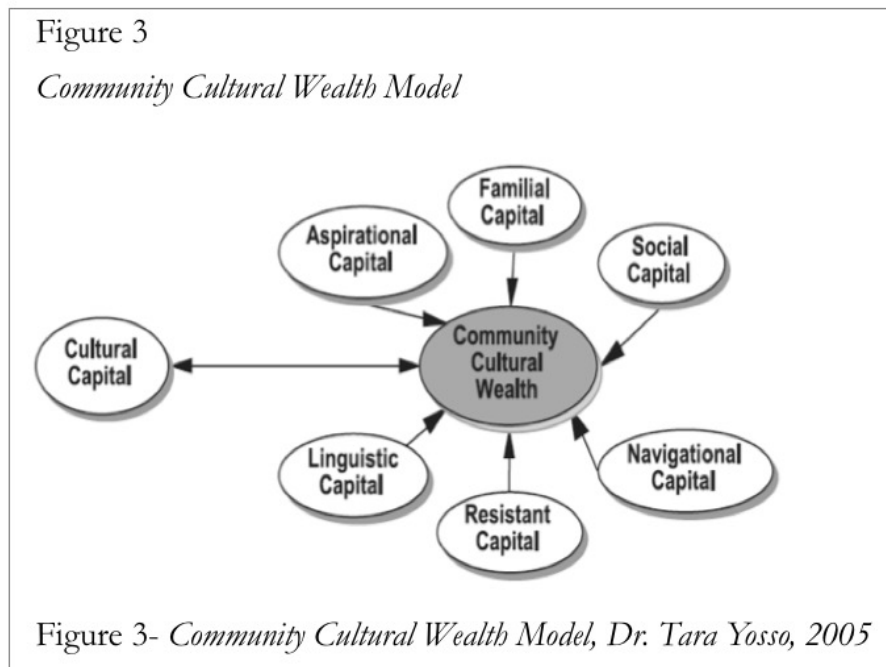 Figure 3
Community Cultural Wealth Model
Familial
Capital
Aspirational
Capital
Social
Capital
Cultural
Capital
Community
Cultural
Wealth
Linguistic
Capital
Navigational
Capital
Resistant
Capital
Figure 3- Community Cultural Wealth Model, Dr. Tara Yosso, 2005